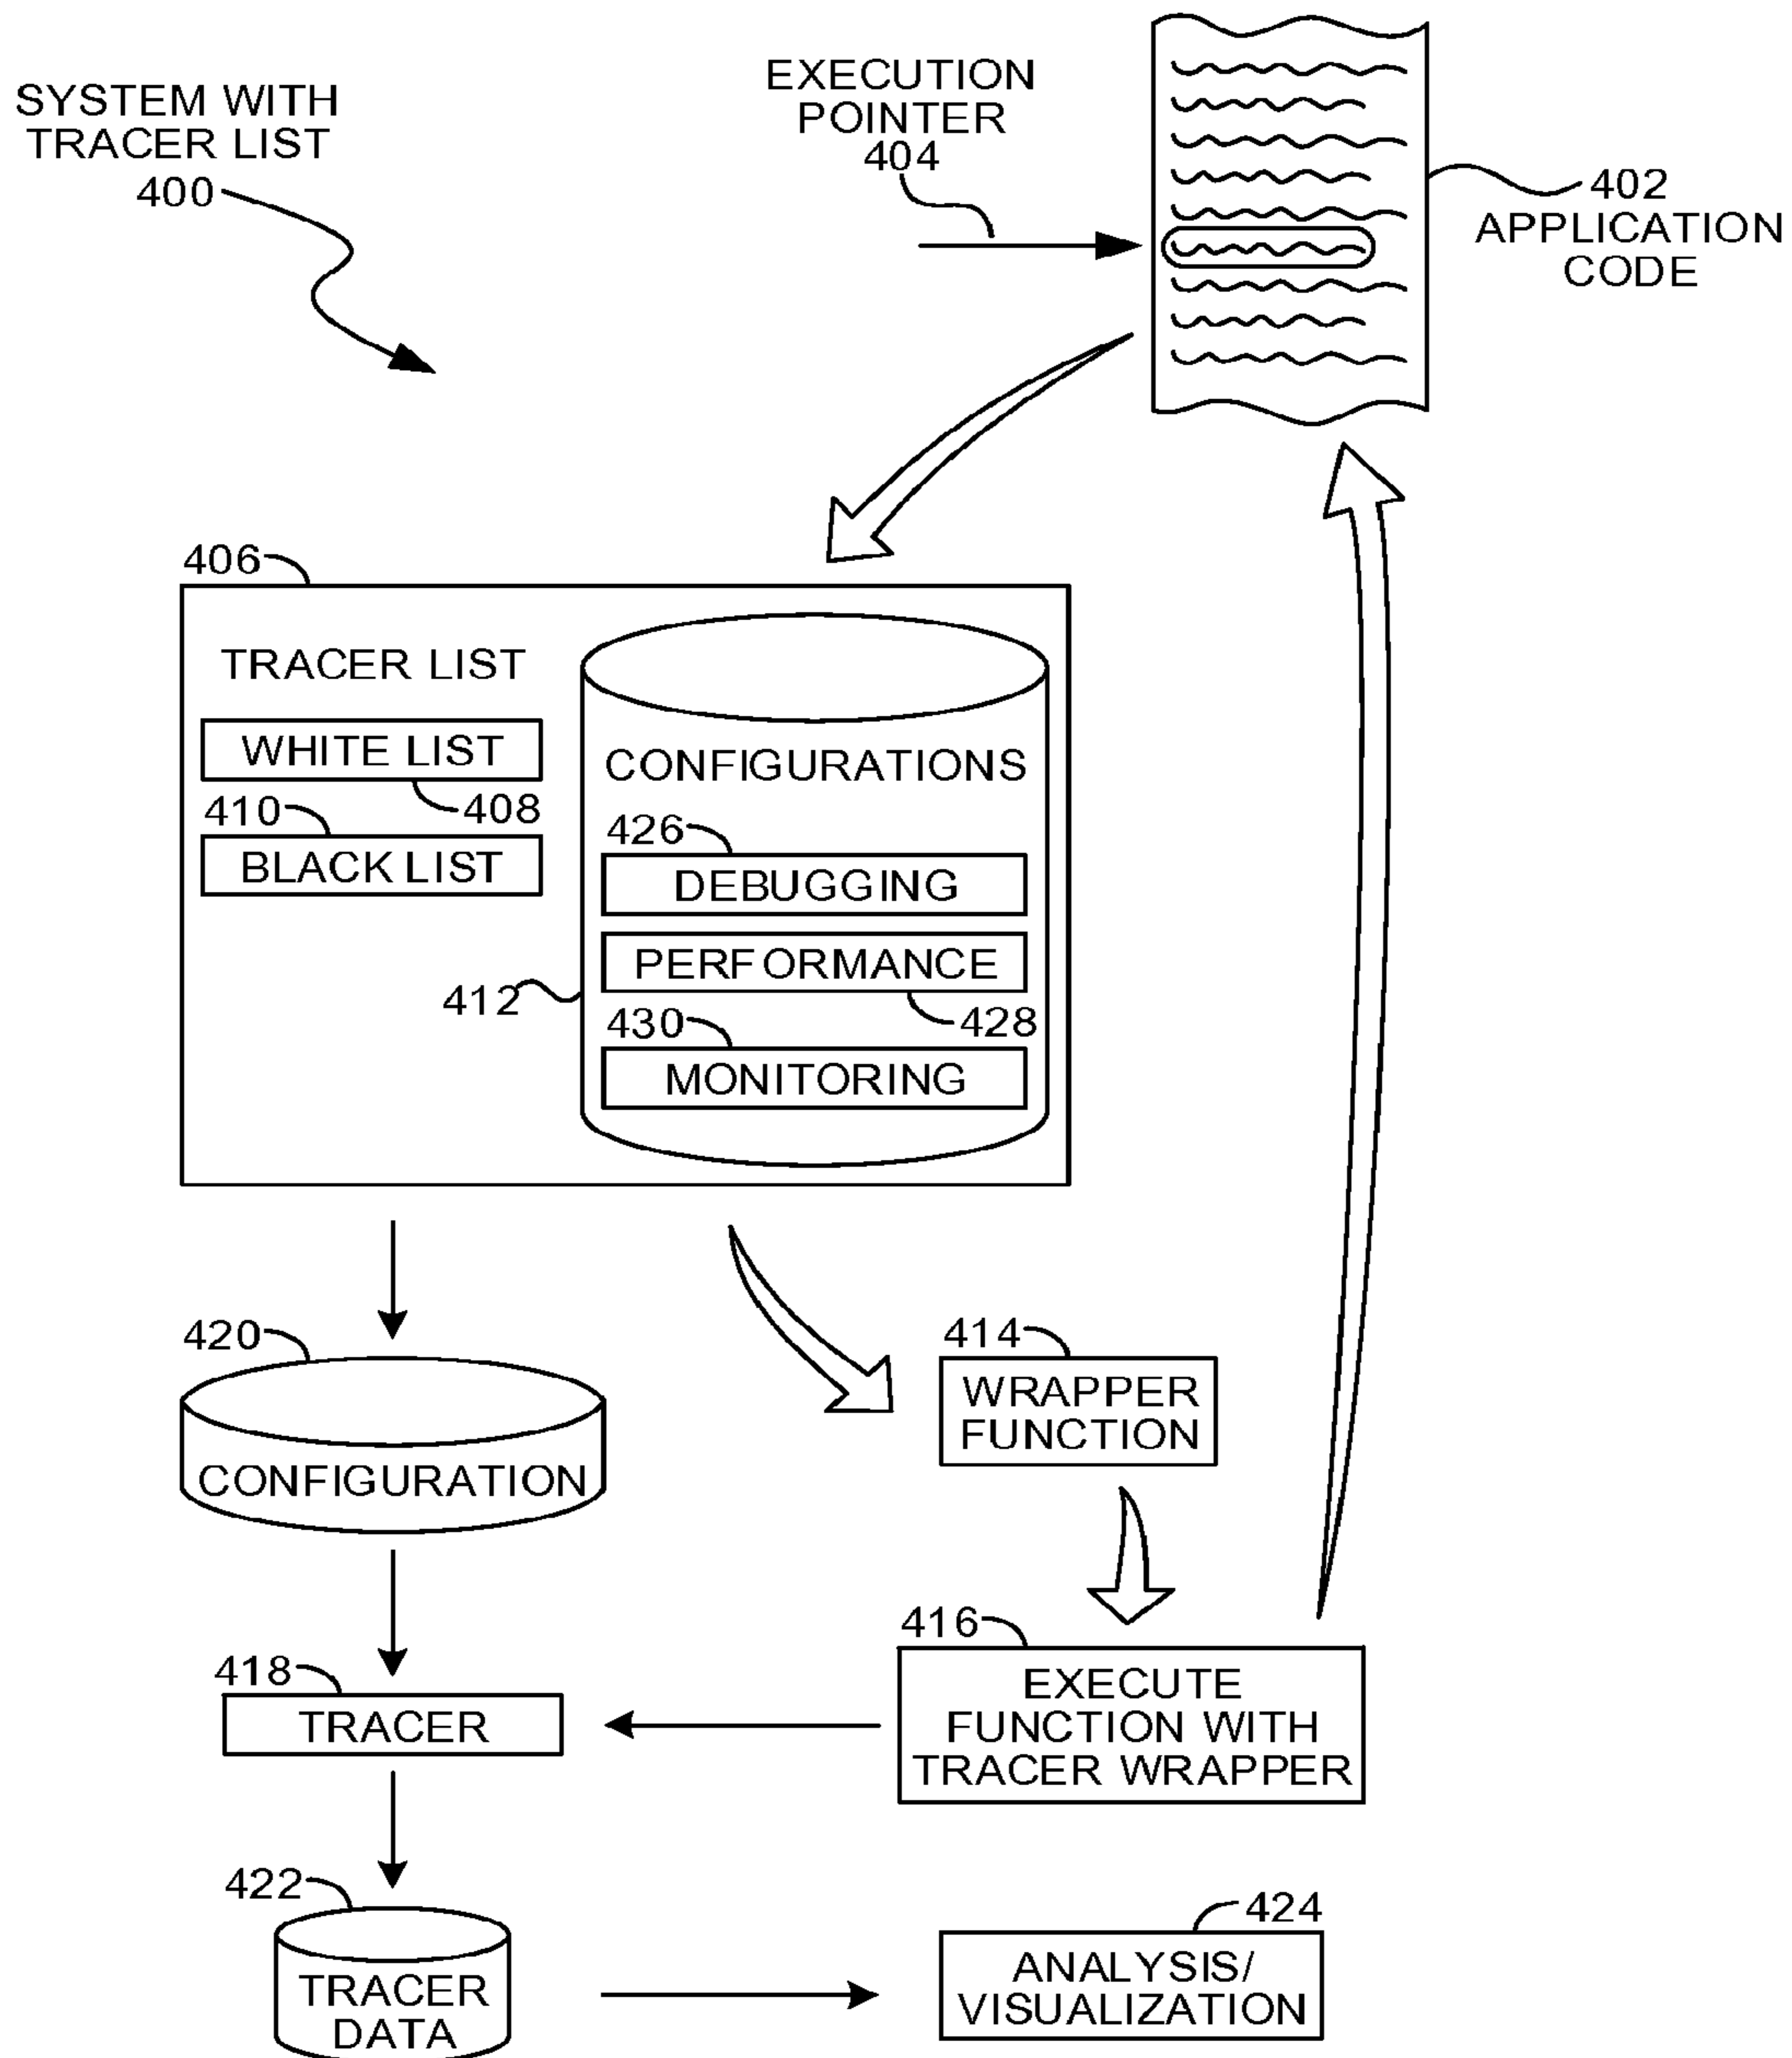 SYSTEM WITH
TRACER LIST
400
EXECUTION
POINTER
404
402
APPLICATION
CODE
406
TRACER LIST
WHITE LIST
408
410
BLACK LIST
CONFIGURATIONS
426
DEBUGGING
PERFORMANCE
412
428
430
MONITORING
420
CONFIGURATION
414
WRAPPER
FUNCTION
416
EXECUTE
FUNCTION WITH
TRACER WRAPPER
418
TRACER
422
TRACER
DATA
424
ANALYSIS/
VISUALIZATION